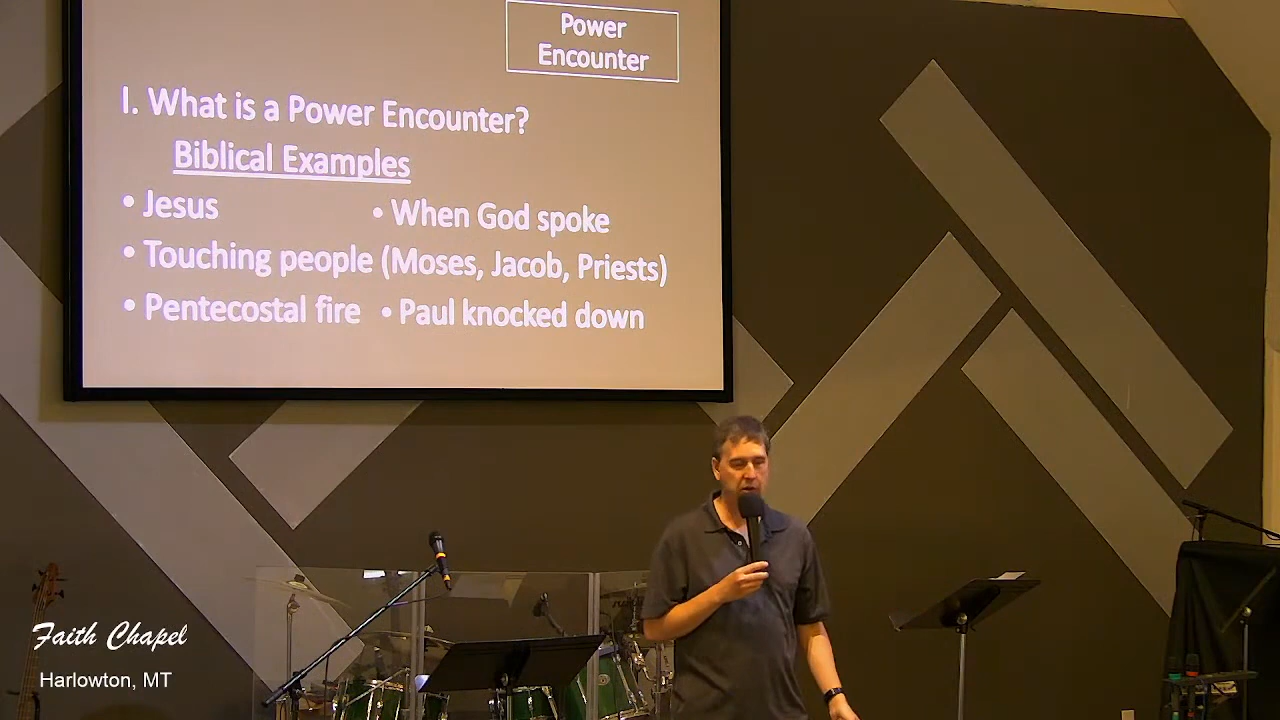 Power
Encounter
I. What is a Power Encounter?
Biblical Examples
• Jesus • When God spoke
• Touching people (Moses, Jacob, Priests)
• Pentecostal fire • Paul knocked down
Faith Chapel
Harlowton, MT